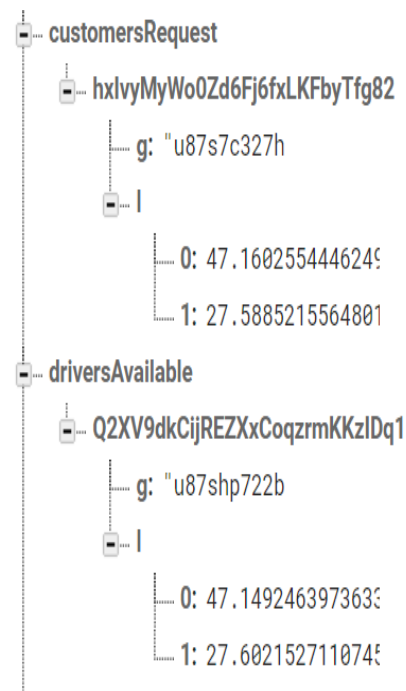 customersRequest
hxIvyMyWo0Zd6Fj6fxLKFbyTfg82
g: "u87s7c327h
l
0: 47.1602554446249
1: 27.5885215564801
driversAvailable
Q2XV9dkCijREZXxCoqzrmKKzIDq1
g: "u87shp722b
l
0: 47.1492463973633
1: 27.6021527110745